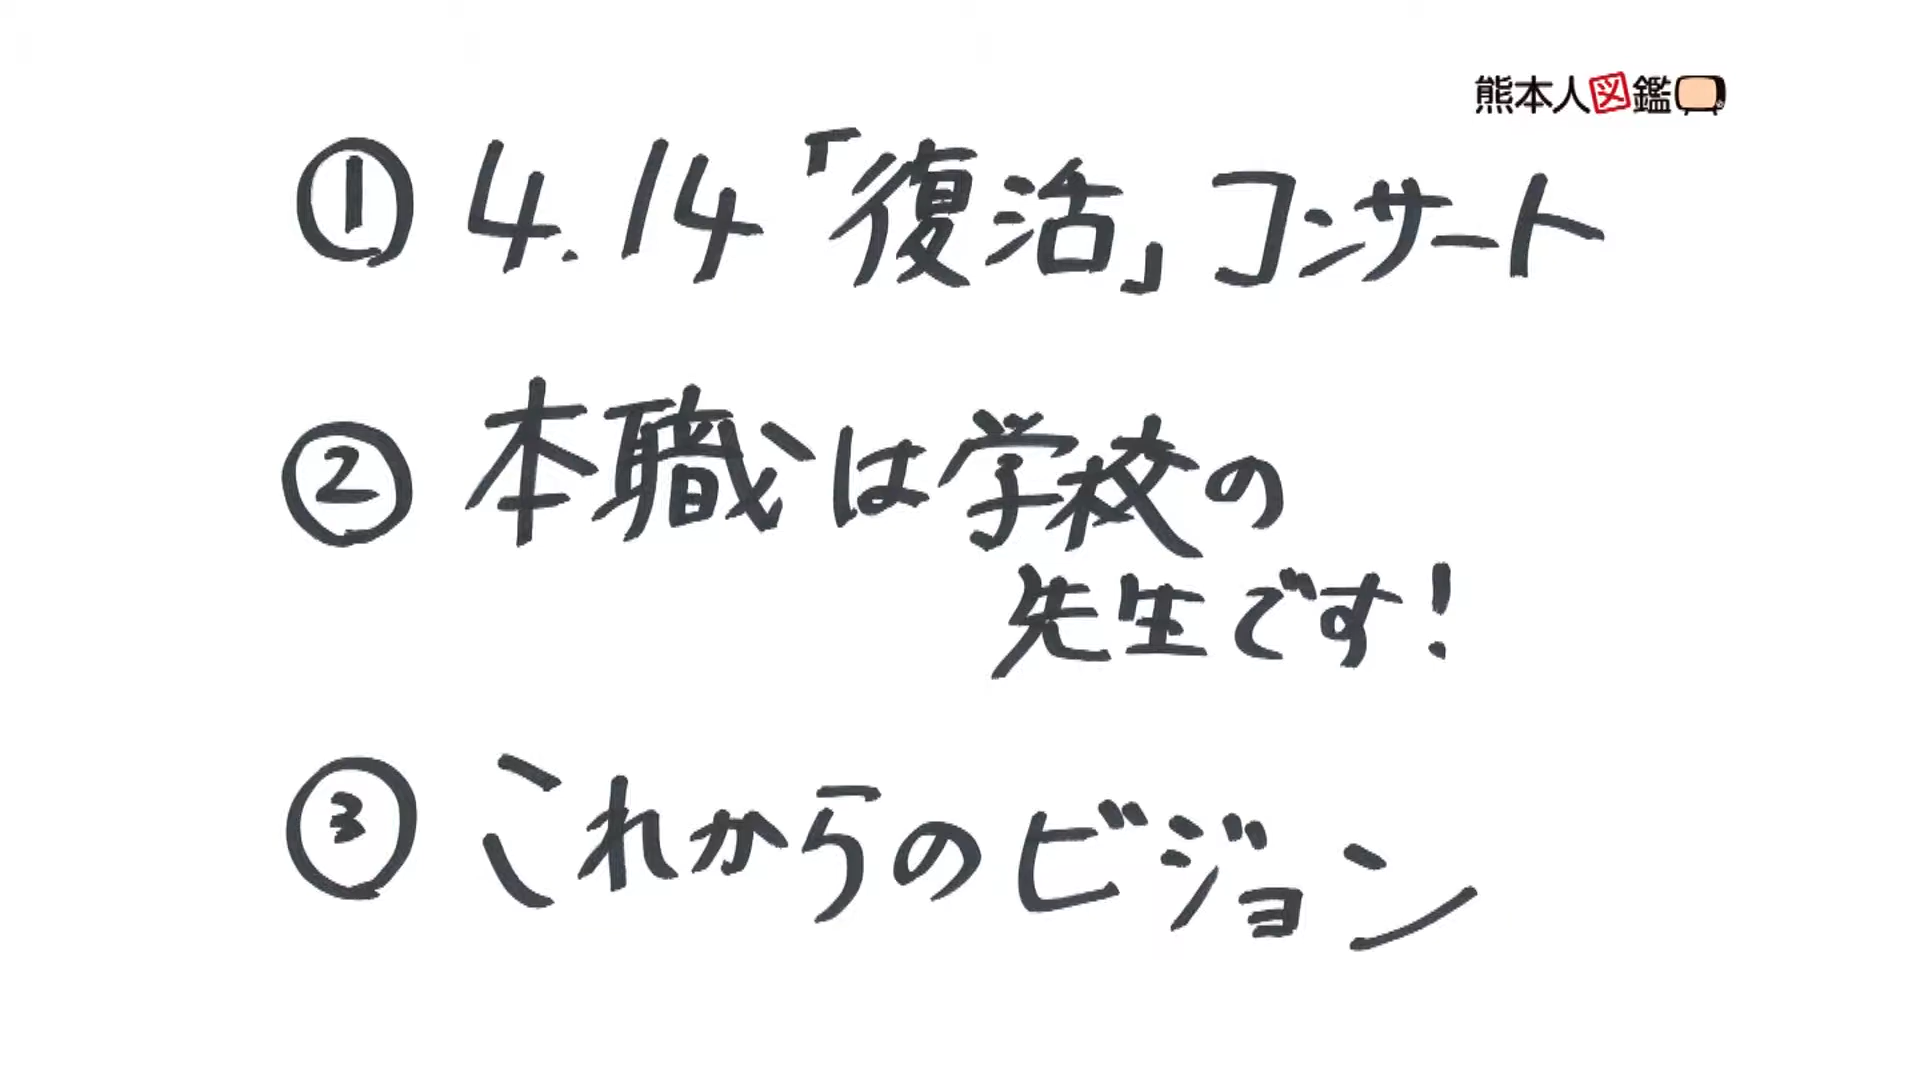 熊本人図鑑
① 4.14「復活」コンサート
② 本職は学校の
先生です!
③ これからのビジョン